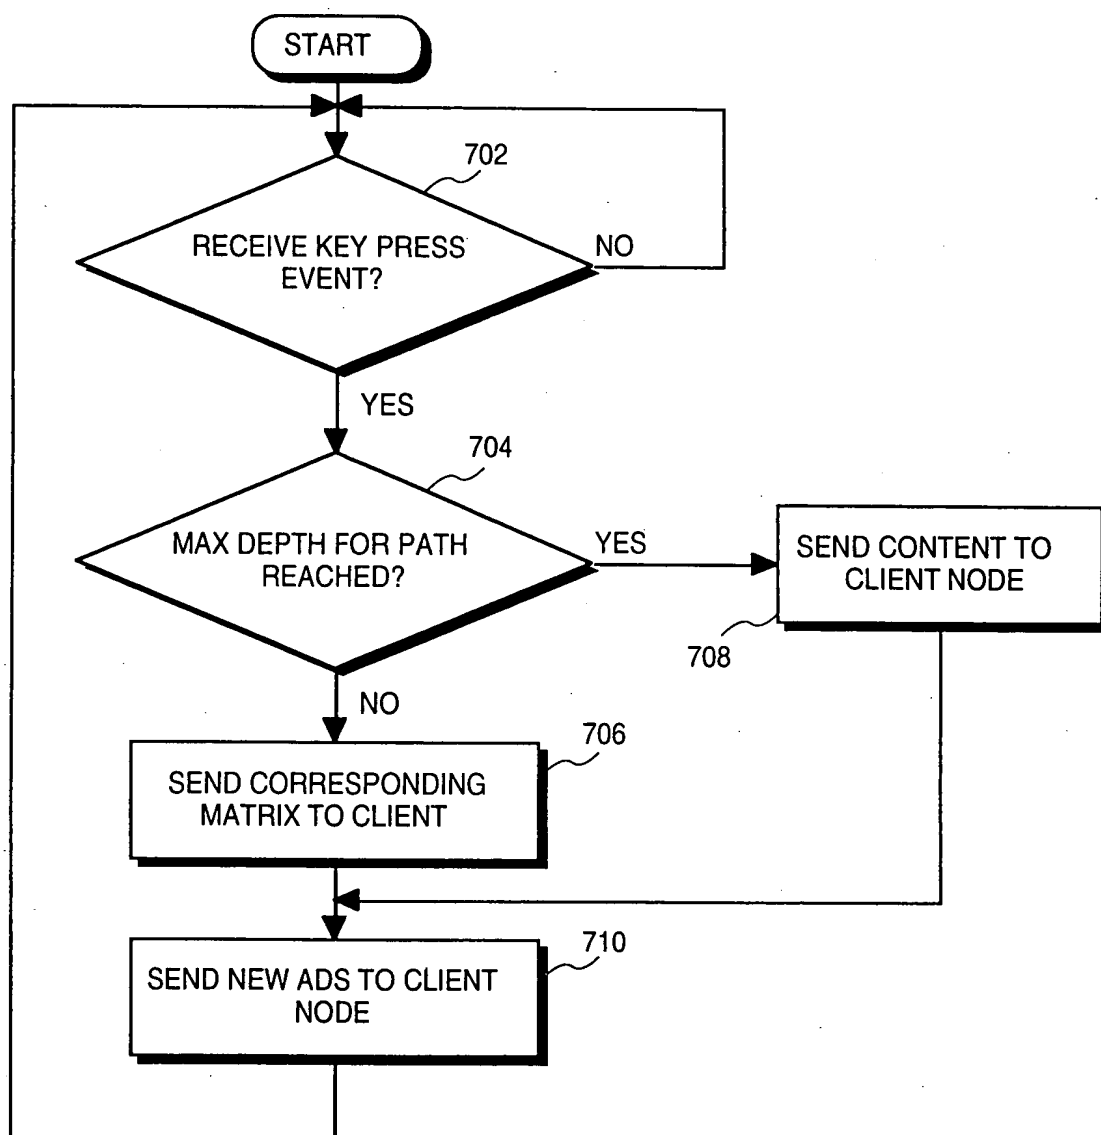 START
702
RECEIVE KEY PRESS
EVENT?
NO
YES
704
MAX DEPTH FOR PATH
REACHED?
YES
SEND CONTENT TO
CLIENT NODE
708
NO
706
SEND CORRESPONDING
MATRIX TO CLIENT
710
SEND NEW ADS TO CLIENT
NODE